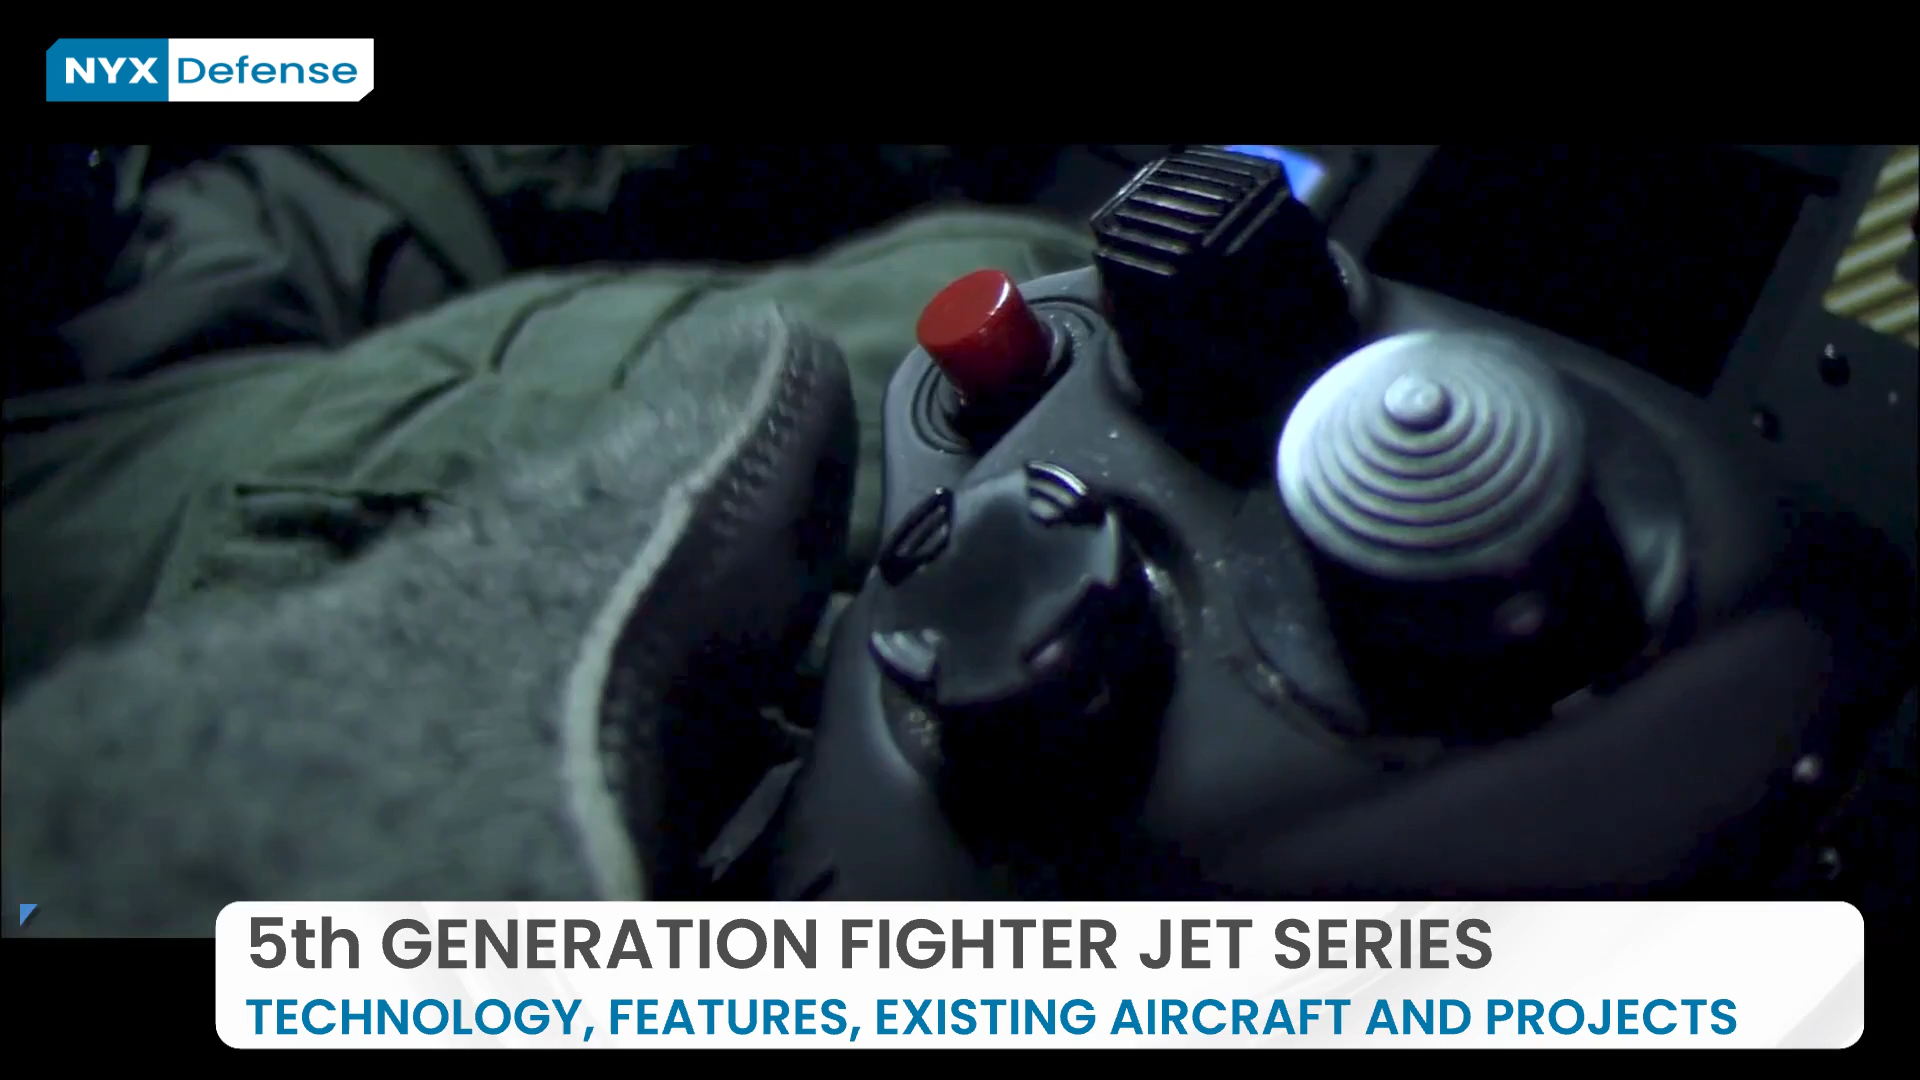 NYX Defense
5th GENERATION FIGHTER JET SERIES
TECHNOLOGY, FEATURES, EXISTING AIRCRAFT AND PROJECTS